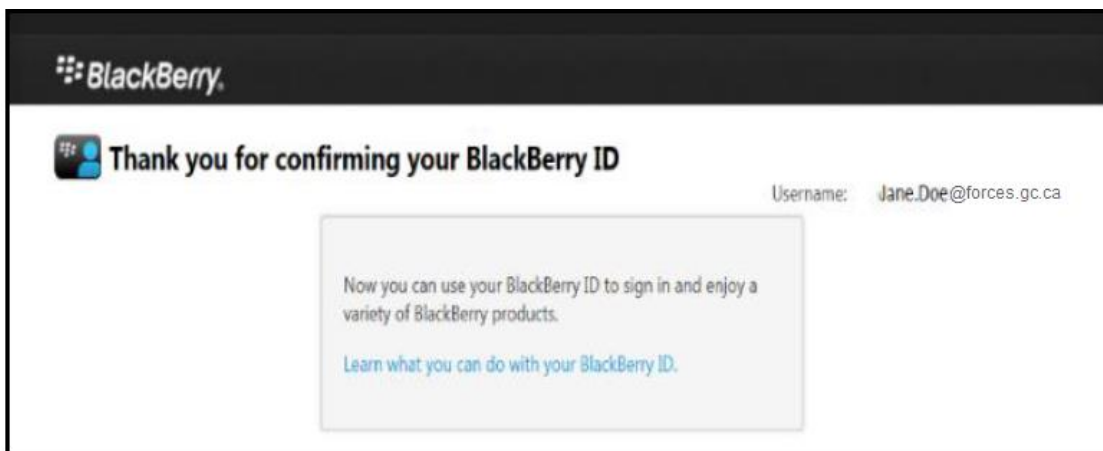 BlackBerry.
Thank you for confirming your BlackBerry ID
Username: Jane.Doe@forces.gc.ca
Now you can use your BlackBerry ID to sign in and enjoy a
variety of BlackBerry products.
Learn what you can do with your BlackBerry ID.